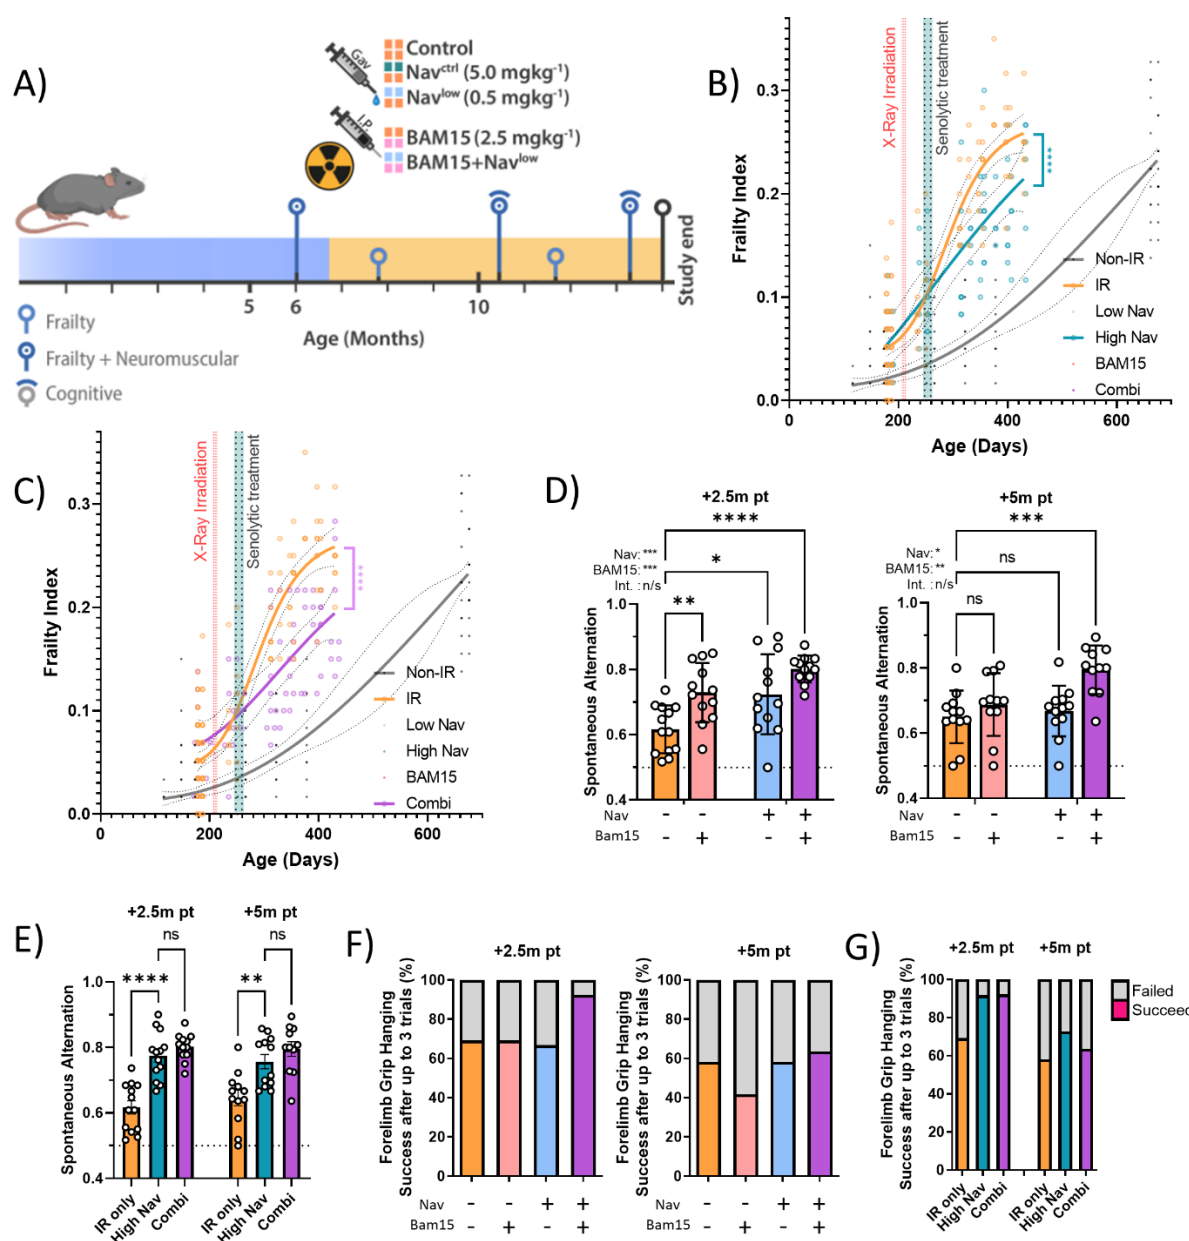 A)
Gav
Control
Nav^ctrl (5.0 mgkg⁻¹)
Nav^low (0.5 mgkg⁻¹)
I.P.
BAM15 (2.5 mgkg⁻¹)
BAM15+Nav^low
5 6 10
Age (Months)
Study end
Frailty
Frailty + Neuromuscular
Cognitive
B)
X-Ray Irradiation
Senolytic treatment
Frailty Index
0.3
0.2
0.1
0.0
****
Non-IR
IR
Low Nav
High Nav
BAM15
Combi
0 200 400 600
Age (Days)
C)
X-Ray Irradiation
Senolytic treatment
Frailty Index
0.3
0.2
0.1
0.0
****
Non-IR
IR
Low Nav
High Nav
BAM15
Combi
0 200 400 600
Age (Days)
D)
+2.5m pt
****
Nav: ***
BAM15: ***
Int. : n/s
*
**
Spontaneous Alternation
1.0
0.8
0.6
0.4
Nav - - + +
Bam15 - + - +
+5m pt
***
Nav: *
BAM15: **
Int. : n/s
ns
ns
Spontaneous Alternation
1.0
0.8
0.6
0.4
- - + +
- + - +
E)
+2.5m pt +5m pt
ns ns
**** **
Spontaneous Alternation
1.0
0.8
0.6
0.4
IR only
High Nav
Combi
IR only
High Nav
Combi
F)
+2.5m pt
Forelimb Grip Hanging
Success after up to 3 trials (%)
100
80
60
40
20
0
Nav - - + +
Bam15 - + - +
+5m pt
Forelimb Grip Hanging
Success after up to 3 trials (%)
100
80
60
40
20
0
- - + +
- + - +
G)
+2.5m pt +5m pt
Forelimb Grip Hanging
Success after up to 3 trials (%)
100
80
60
40
20
0
IR only
High Nav
Combi
IR only
High Nav
Combi
Failed
Succeed